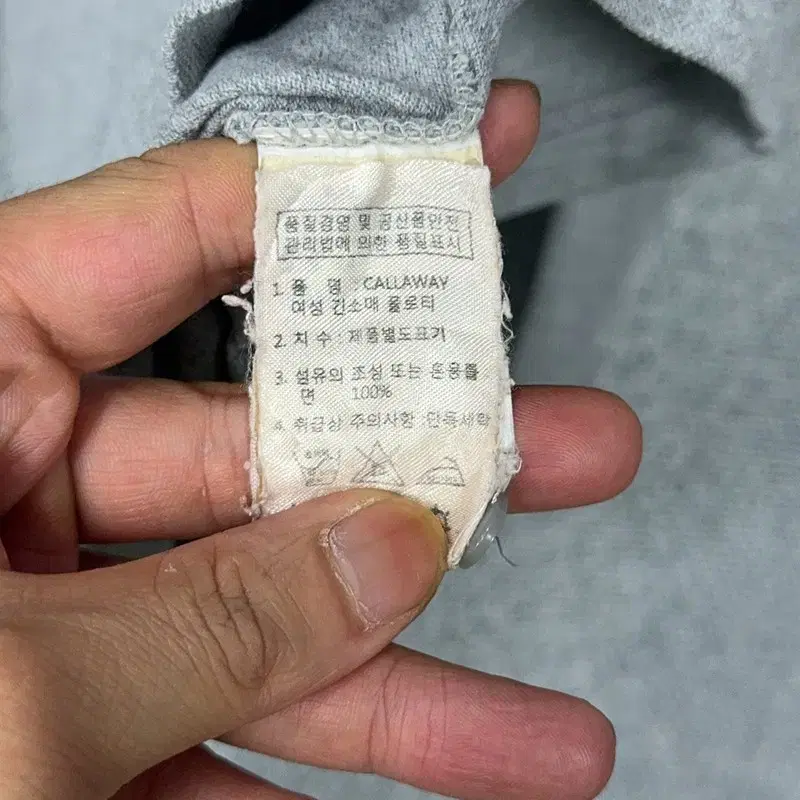 품질경영 및 공산품안전
관리법에 의한 품질표시
1. 품 명 : CALLAWAY
여성 긴소매 폴로티
2. 치 수 : 제품별도표기
3. 섬유의 조성 또는 혼용률
면 100%
4. 취급상 주의사항 : 단독세탁